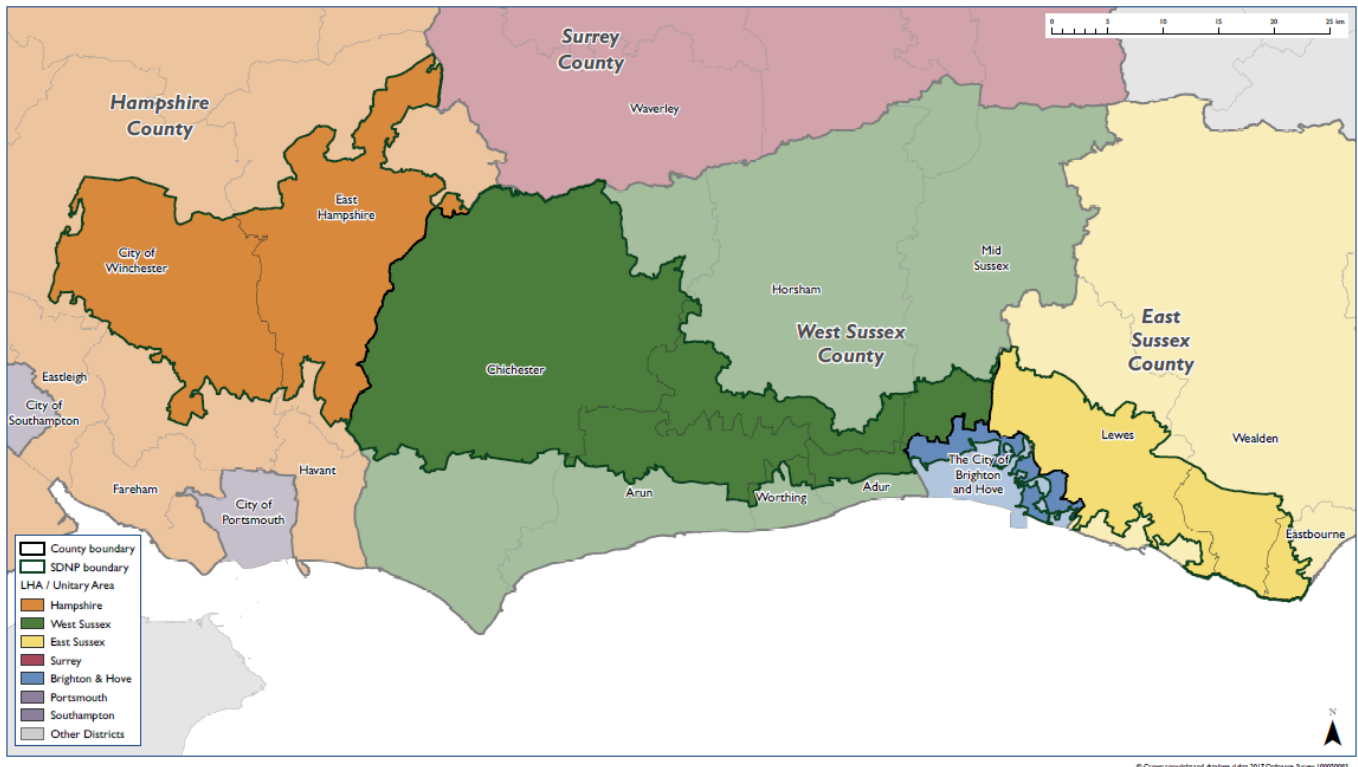 0 5 10 15 20 25 km
Surrey
County
Hampshire
County
Waverley
East
Hampshire
City of
Winchester
Mid
Sussex
Horsham
West Sussex
County
East
Sussex
County
Chichester
Eastleigh
City of
Southampton
Lewes
Wealden
Havant
The City of
Brighton
and Hove
Fareham
Arun
Worthing
Adur
City of
Portsmouth
Eastbourne
County boundary
SDNP boundary
LHA / Unitary Area
Hampshire
West Sussex
East Sussex
Surrey
Brighton & Hove
Portsmouth
Southampton
Other Districts
N